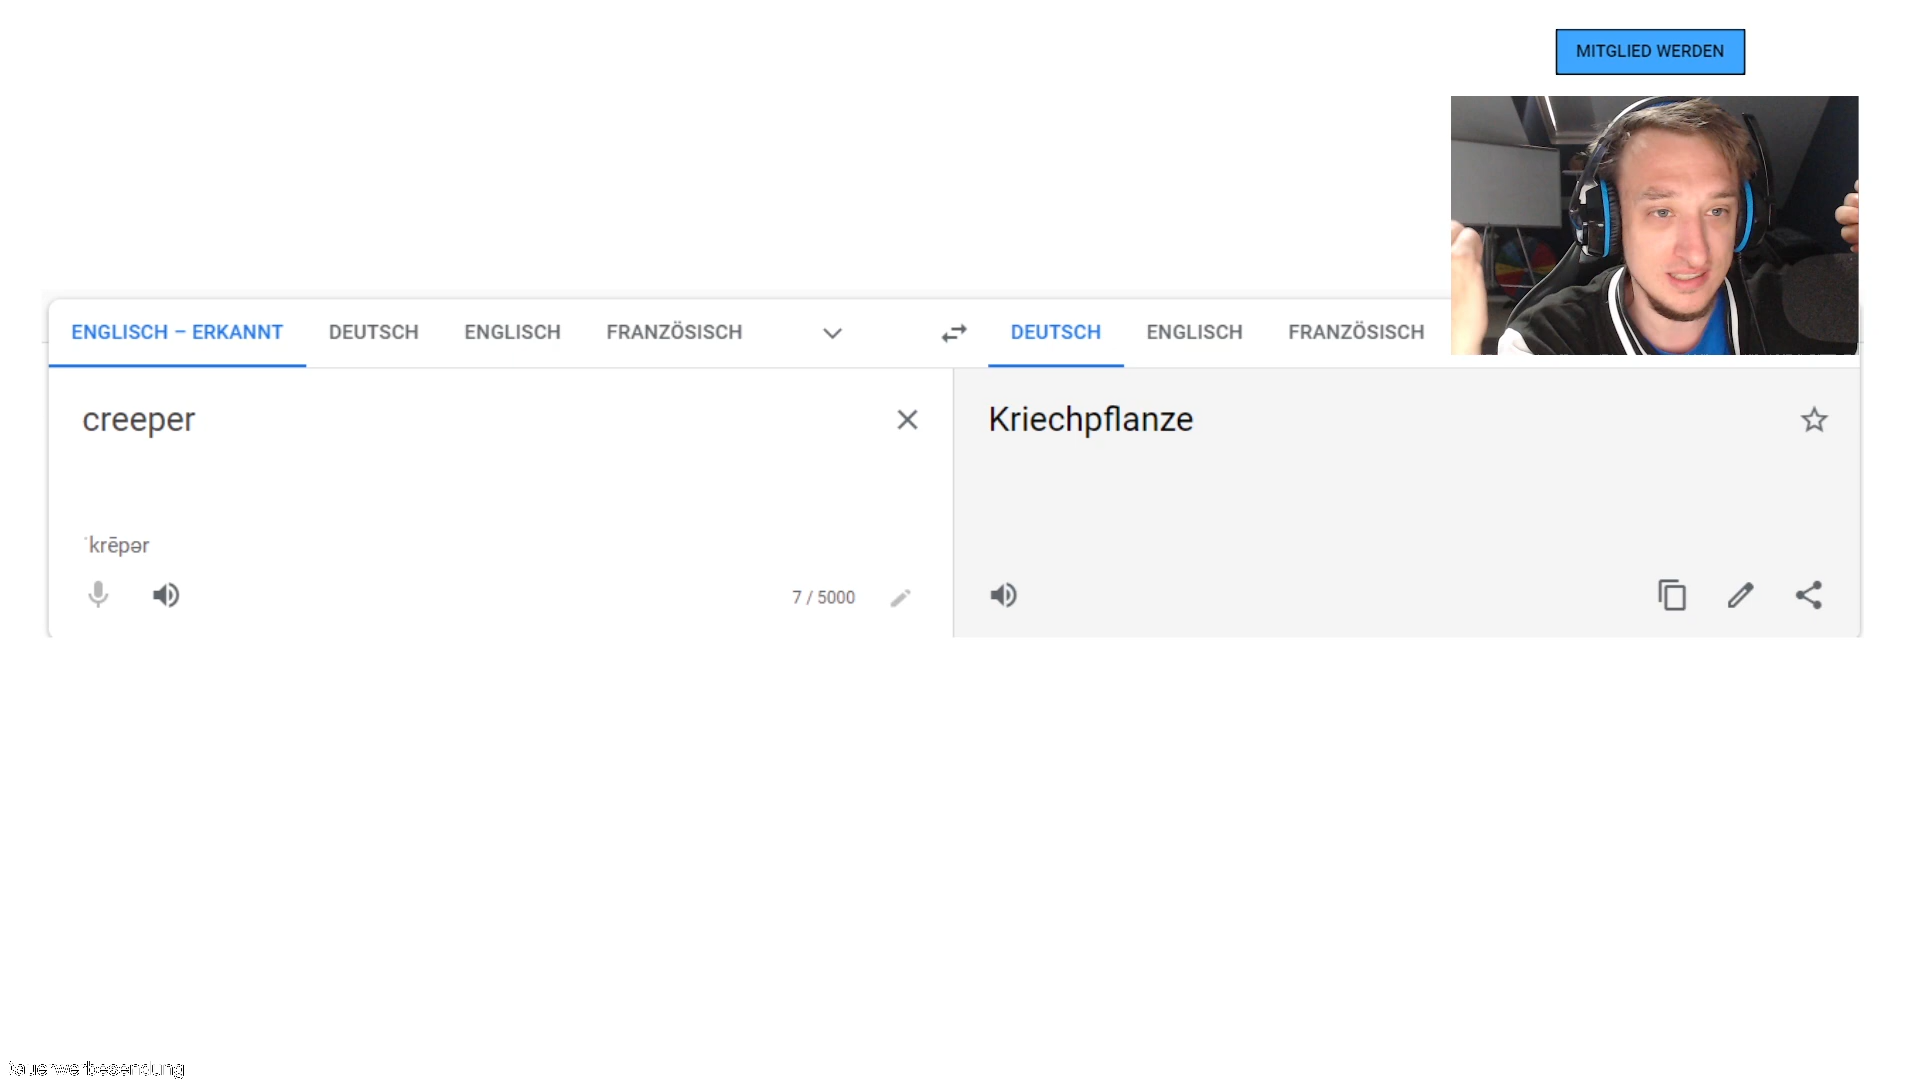 MITGLIED WERDEN
ENGLISCH – ERKANNT DEUTSCH ENGLISCH FRANZÖSISCH DEUTSCH ENGLISCH FRANZÖSISCH
creeper Kriechpflanze
ˈkrēpər
7 / 5000